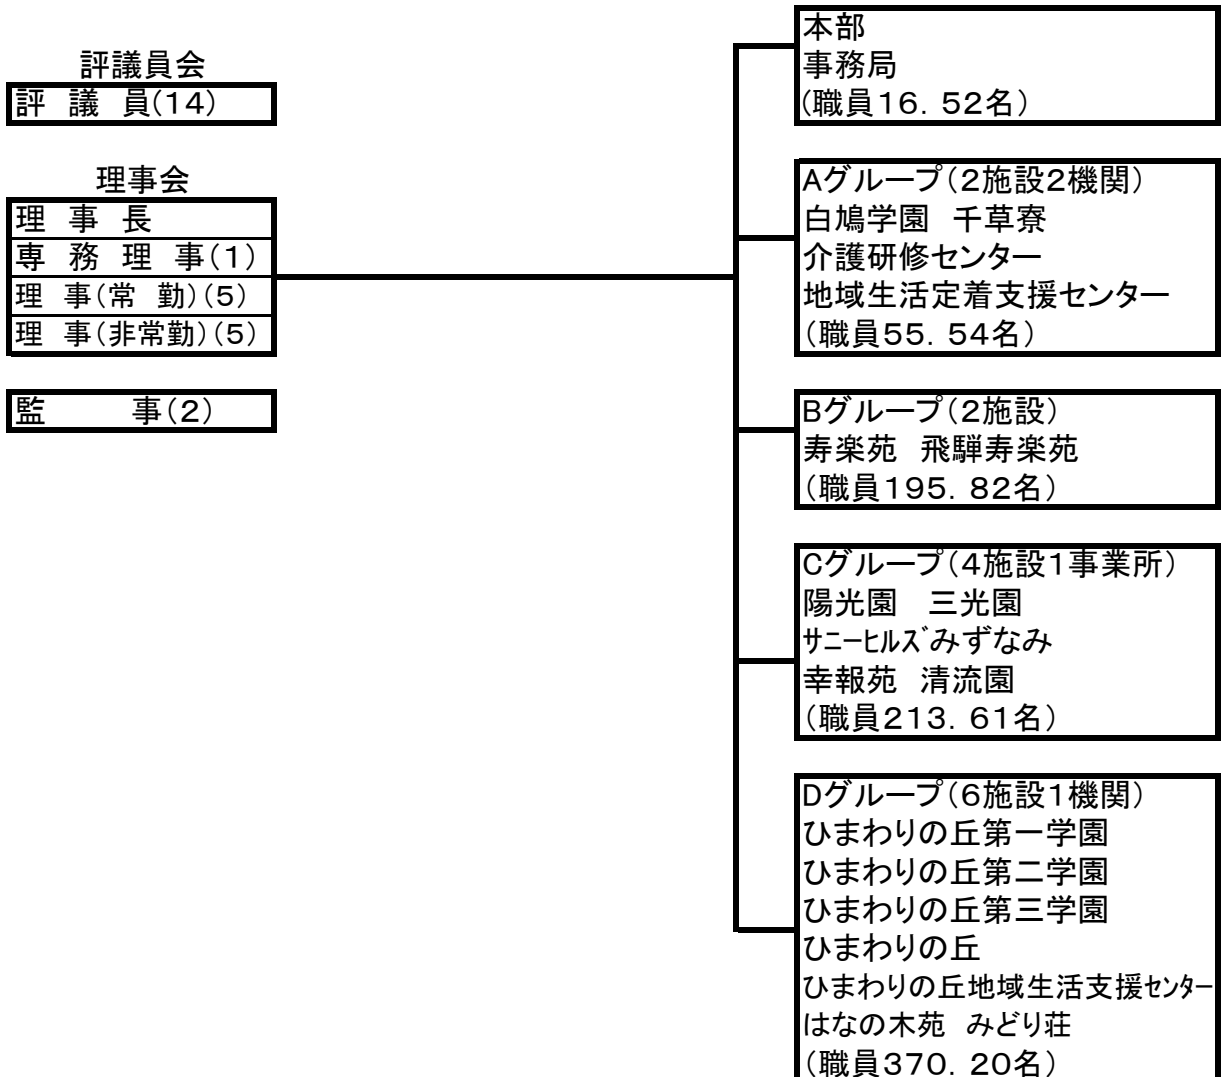 評議員会
評　議　員(14)
理事会
理　事　長
専　務　理　事(1)
理　事(常　勤)(5)
理　事(非常勤)(5)
監　　　事(2)
本部
事務局
(職員16．52名)
Aグループ(2施設2機関)
白鳩学園　千草寮
介護研修センター
地域生活定着支援センター
(職員55．54名)
Bグループ(2施設)
寿楽苑　飛騨寿楽苑
(職員195．82名)
Cグループ(4施設1事業所)
陽光園　三光園
ｻﾆｰﾋﾙｽﾞみずなみ
幸報苑　清流園
(職員213．61名)
Dグループ(6施設1機関)
ひまわりの丘第一学園
ひまわりの丘第二学園
ひまわりの丘第三学園
ひまわりの丘
ひまわりの丘地域生活支援ｾﾝﾀｰ
はなの木苑　みどり荘
(職員370．20名)